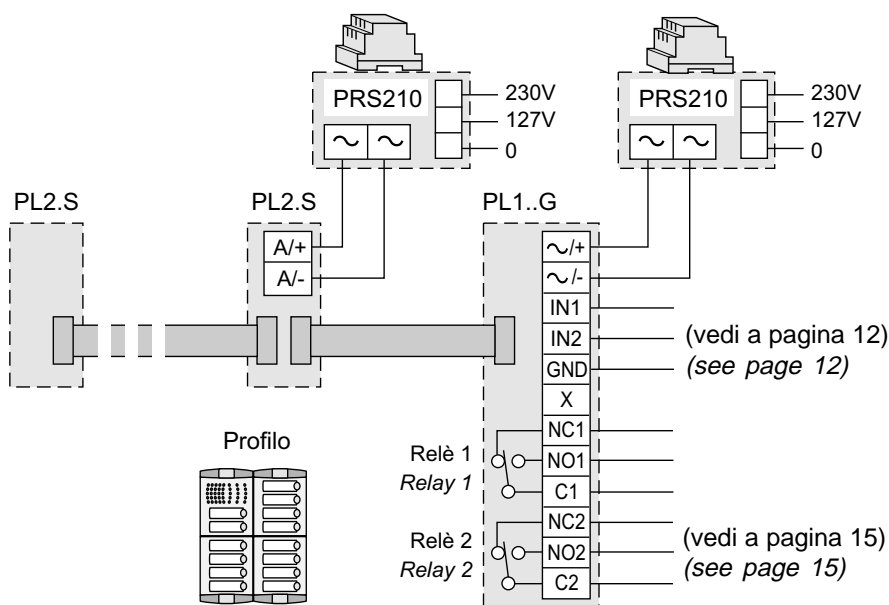 PRS210
230V
127V
0
PRS210
230V
127V
0
PL2.S
PL2.S
PL1..G
A/+
A/-
∼/+
∼/-
IN1
IN2
GND
X
NC1
NO1
C1
NC2
NO2
C2
(vedi a pagina 12)
(see page 12)
Profilo
Relè 1
Relay 1
Relè 2
Relay 2
(vedi a pagina 15)
(see page 15)